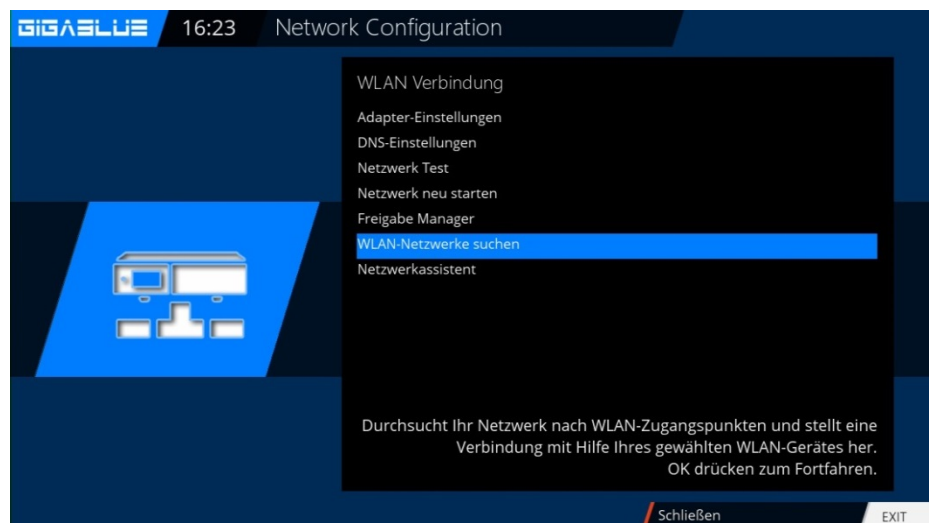 GIGABLUE
16:23
Network Configuration
WLAN Verbindung
Adapter-Einstellungen
DNS-Einstellungen
Netzwerk Test
Netzwerk neu starten
Freigabe Manager
WLAN-Netzwerke suchen
Netzwerkassistent
Durchsucht Ihr Netzwerk nach WLAN-Zugangspunkten und stellt eine
Verbindung mit Hilfe Ihres gewählten WLAN-Gerätes her.
OK drücken zum Fortfahren.
Schließen
EXIT